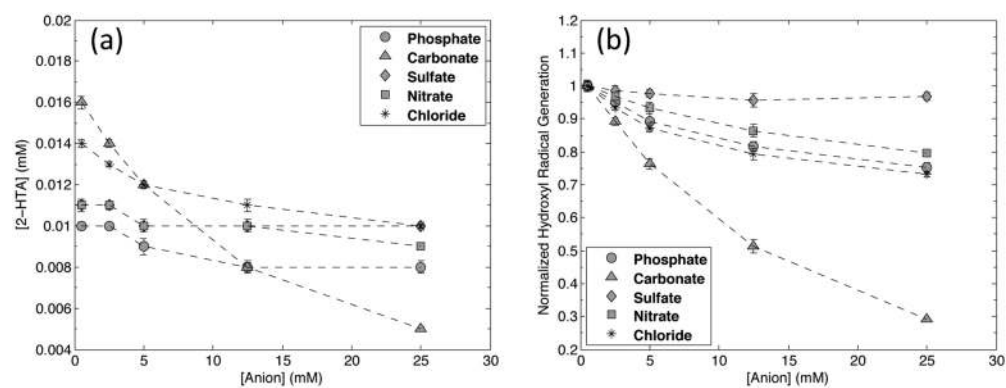 (a)
0.02
0.018
0.016
0.014
0.012
0.01
0.008
0.006
0.004
[2−HTA] (mM)
0
5
10
15
20
25
30
[Anion] (mM)
Phosphate
Carbonate
Sulfate
Nitrate
Chloride
(b)
1.2
1.1
1
0.9
0.8
0.7
0.6
0.5
0.4
0.3
0.2
Normalized Hydroxyl Radical Generation
0
5
10
15
20
25
30
[Anion] (mM)
Phosphate
Carbonate
Sulfate
Nitrate
Chloride